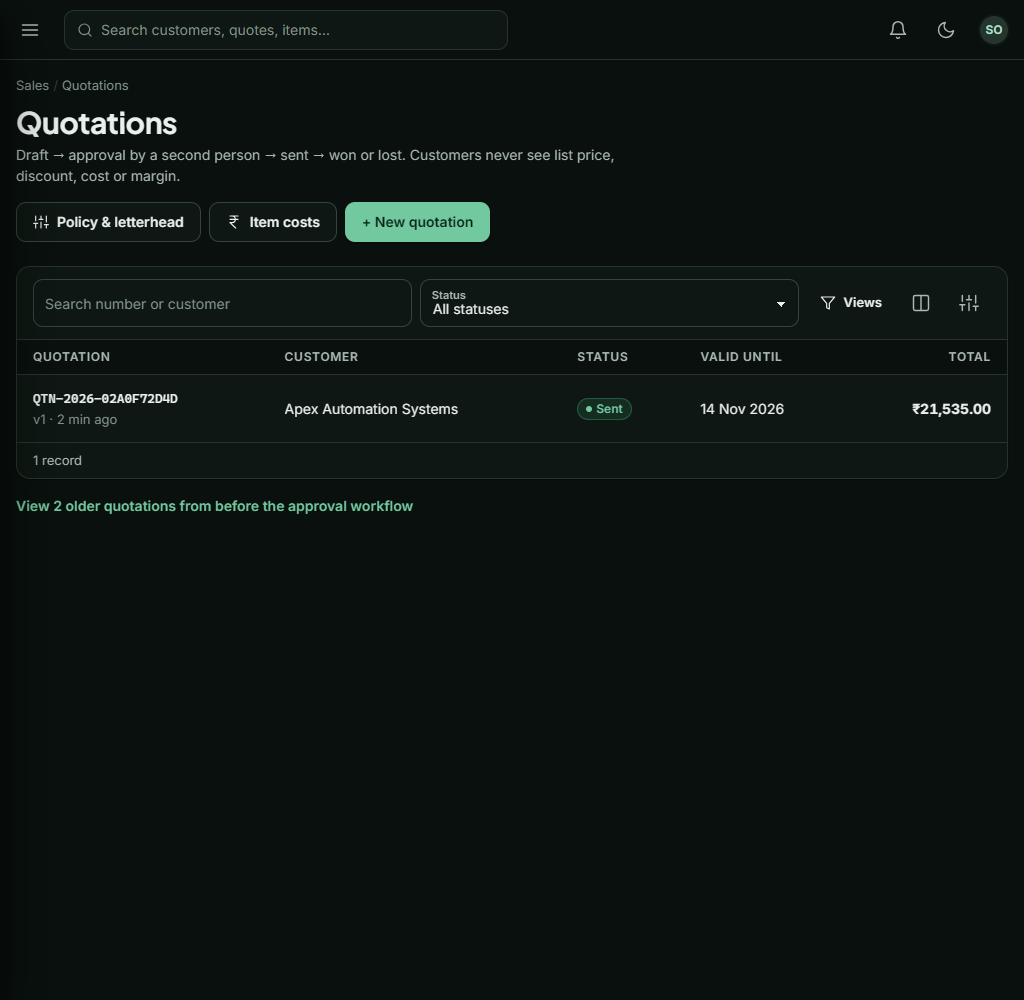 Search customers, quotes, items...
SO
Sales / Quotations
Quotations
Draft → approval by a second person → sent → won or lost. Customers never see list price,
discount, cost or margin.
Policy & letterhead
₹ Item costs
+ New quotation
Search number or customer
Status
All statuses
Views
QUOTATION CUSTOMER STATUS VALID UNTIL TOTAL
QTN-2026-02A0F72D4D
v1 · 2 min ago
Apex Automation Systems
Sent
14 Nov 2026
₹21,535.00
1 record
View 2 older quotations from before the approval workflow